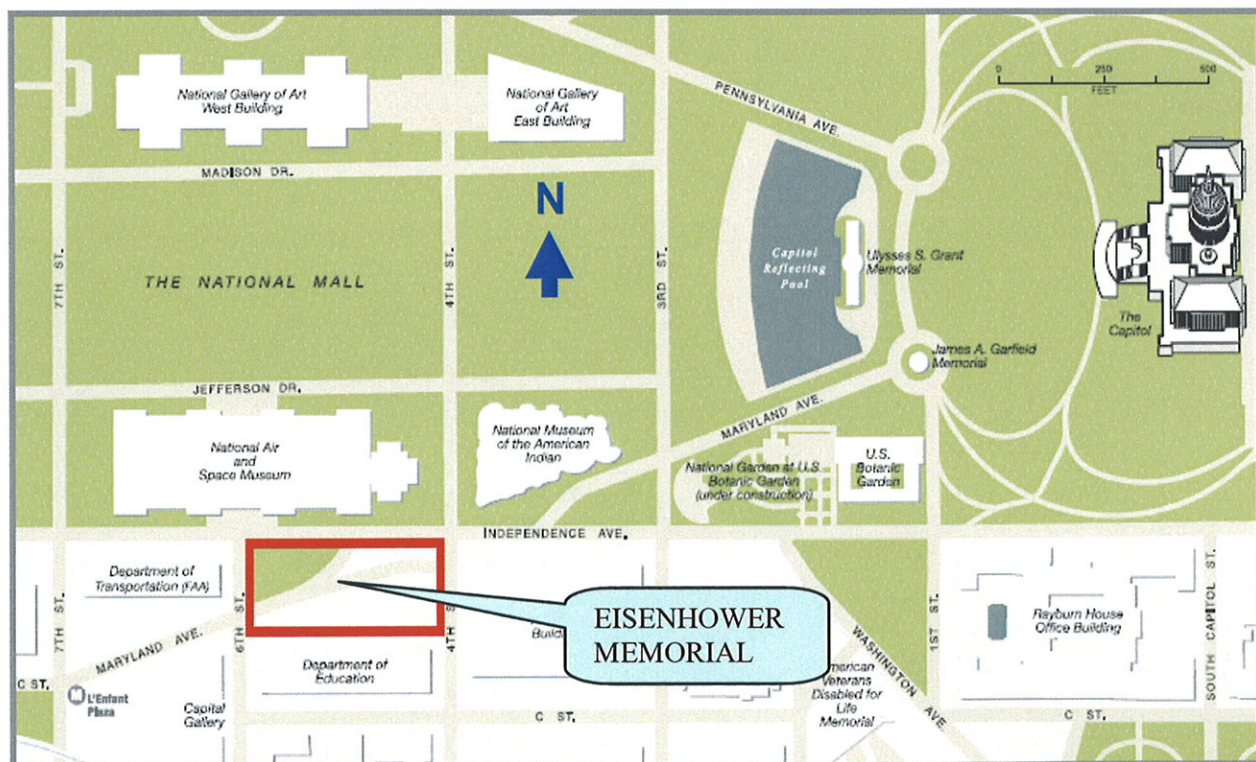 National Gallery of Art
West Building
National Gallery
of Art
East Building
PENNSYLVANIA AVE.
0 250 500
FEET
MADISON DR.
N
7TH ST.
THE NATIONAL MALL
4TH ST.
3RD ST.
Capitol
Reflecting
Pool
Ulysses S. Grant
Memorial
The
Capitol
James A. Garfield
Memorial
JEFFERSON DR.
MARYLAND AVE.
National Air
and
Space Museum
National Museum
of the American
Indian
National Garden at U.S.
Botanic Garden
(under construction)
U.S.
Botanic
Garden
INDEPENDENCE AVE.
Department of
Transportation (FAA)
7TH ST.
6TH ST.
4TH S
EISENHOWER
MEMORIAL
Build
MARYLAND AVE.
Department of
Education
C ST.
M
L'Enfant
Plaza
Capital
Gallery
C ST.
merican
Veterans
Disabled for
Life
Memorial
WASHINGTON AVE.
1ST ST.
Rayburn House
Office Building
SOUTH CAPITOL ST.
C ST.